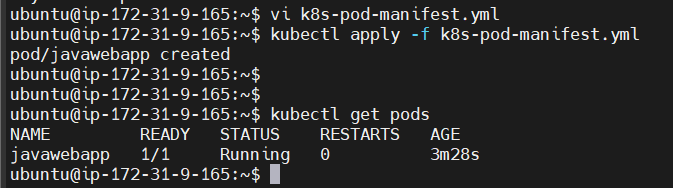 ubuntu@ip-172-31-9-165:~$ vi k8s-pod-manifest.yml
ubuntu@ip-172-31-9-165:~$ kubectl apply -f k8s-pod-manifest.yml
pod/javawebapp created
ubuntu@ip-172-31-9-165:~$
ubuntu@ip-172-31-9-165:~$
ubuntu@ip-172-31-9-165:~$ kubectl get pods
NAME         READY   STATUS    RESTARTS   AGE
javawebapp   1/1     Running   0          3m28s
ubuntu@ip-172-31-9-165:~$